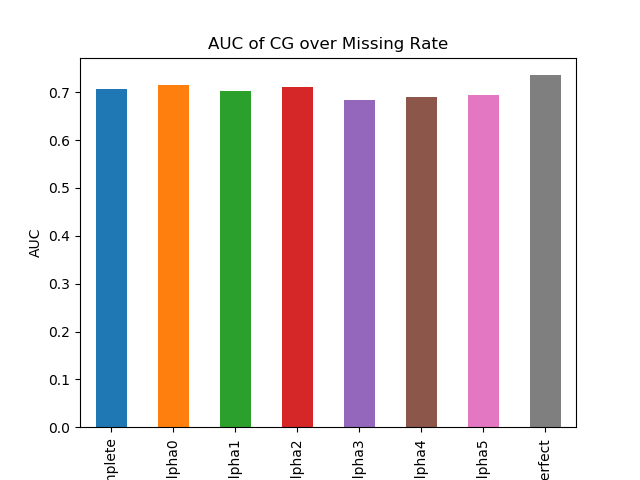 AUC of CG over Missing Rate
AUC
0.7
0.6
0.5
0.4
0.3
0.2
0.1
0.0
nplete
lpha0
lpha1
lpha2
lpha3
lpha4
lpha5
erfect